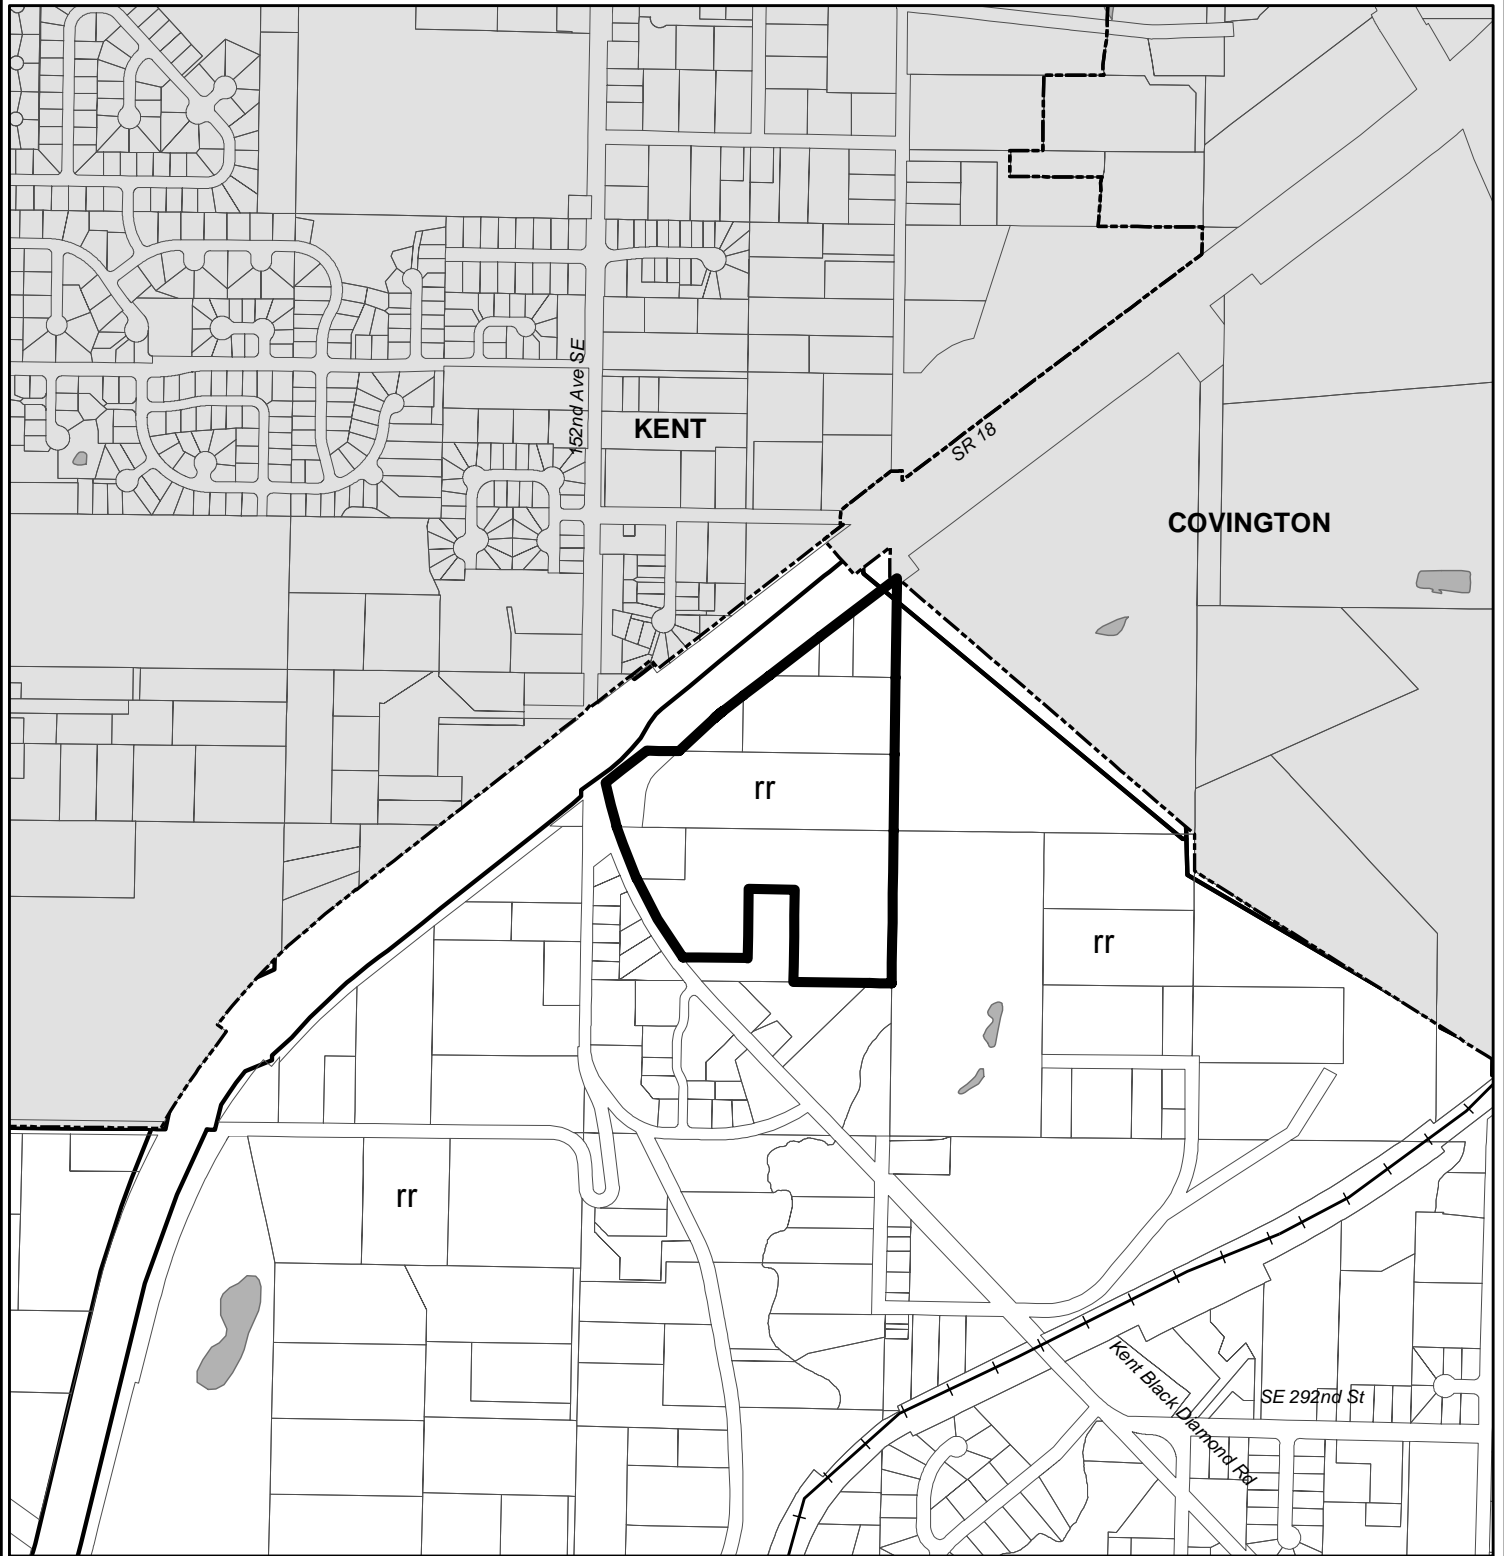 152nd Ave SE
KENT
SR 18
COVINGTON
rr
rr
rr
Kent Black Diamond Rd
SE 292nd St